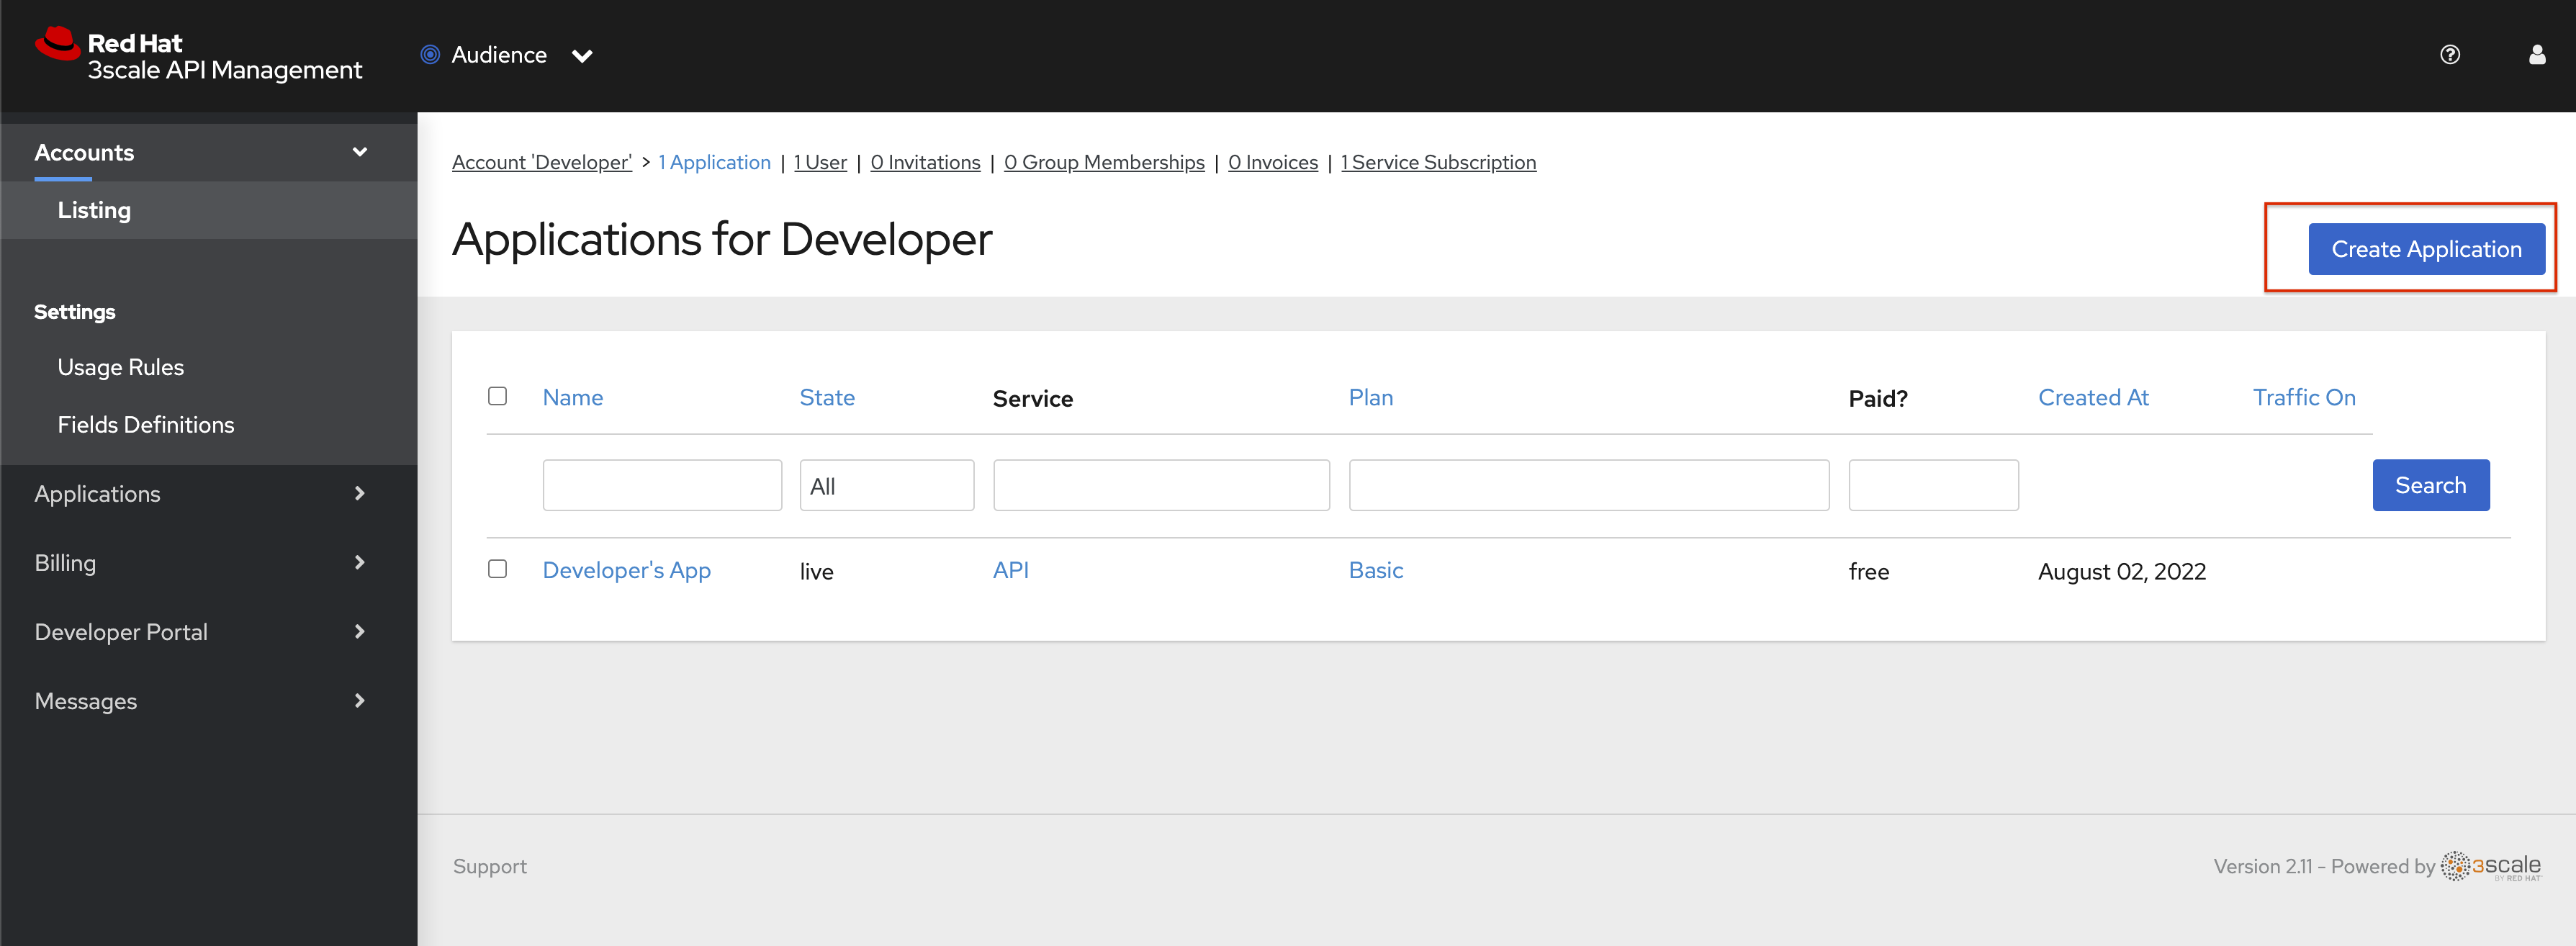 Red Hat
3scale API Management
Audience
Accounts
Listing
Settings
Usage Rules
Fields Definitions
Applications
Billing
Developer Portal
Messages
Account 'Developer' > 1 Application | 1 User | 0 Invitations | 0 Group Memberships | 0 Invoices | 1 Service Subscription
Applications for Developer
Create Application
Name State Service Plan Paid? Created At Traffic On
All Search
Developer's App live API Basic free August 02, 2022
Support
Version 2.11 - Powered by 3scale
BY RED HAT